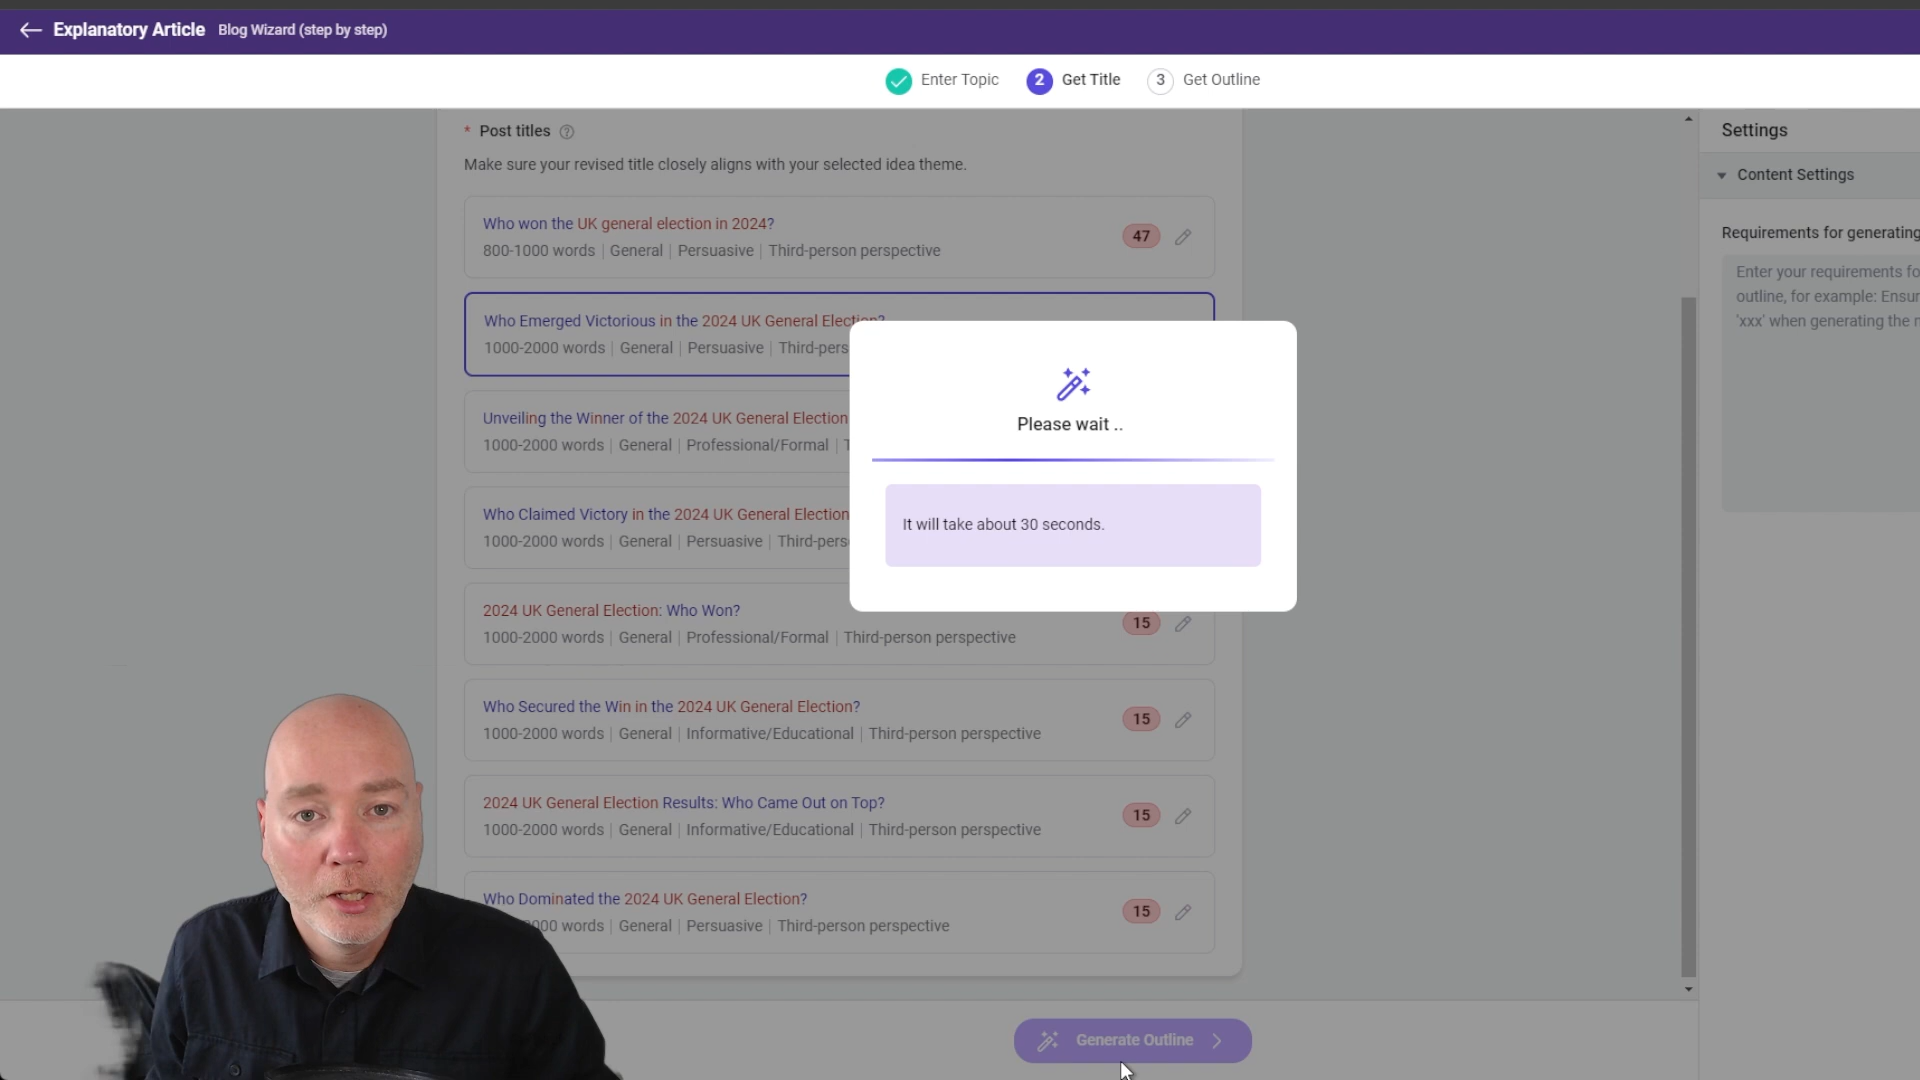 Explanatory Article Blog Wizard (step by step)
Enter Topic 2 Get Title 3 Get Outline
* Post titles ?
Make sure your revised title closely aligns with your selected idea theme.
Who won the UK general election in 2024?
800-1000 words | General | Persuasive | Third-person perspective
47
Who Emerged Victorious in the 2024 UK General Election?
1000-2000 words | General | Persuasive | Third-pers
Unveiling the Winner of the 2024 UK General Election
1000-2000 words | General | Professional/Formal |
Who Claimed Victory in the 2024 UK General Election
1000-2000 words | General | Persuasive | Third-pers
2024 UK General Election: Who Won?
1000-2000 words | General | Professional/Formal | Third-person perspective
15
Who Secured the Win in the 2024 UK General Election?
1000-2000 words | General | Informative/Educational | Third-person perspective
15
2024 UK General Election Results: Who Came Out on Top?
1000-2000 words | General | Informative/Educational | Third-person perspective
15
Who Dominated the 2024 UK General Election?
000 words | General | Persuasive | Third-person perspective
15
Please wait ..
It will take about 30 seconds.
Generate Outline
Settings
Content Settings
Requirements for generating
Enter your requirements fo
outline, for example: Ensur
'xxx' when generating the